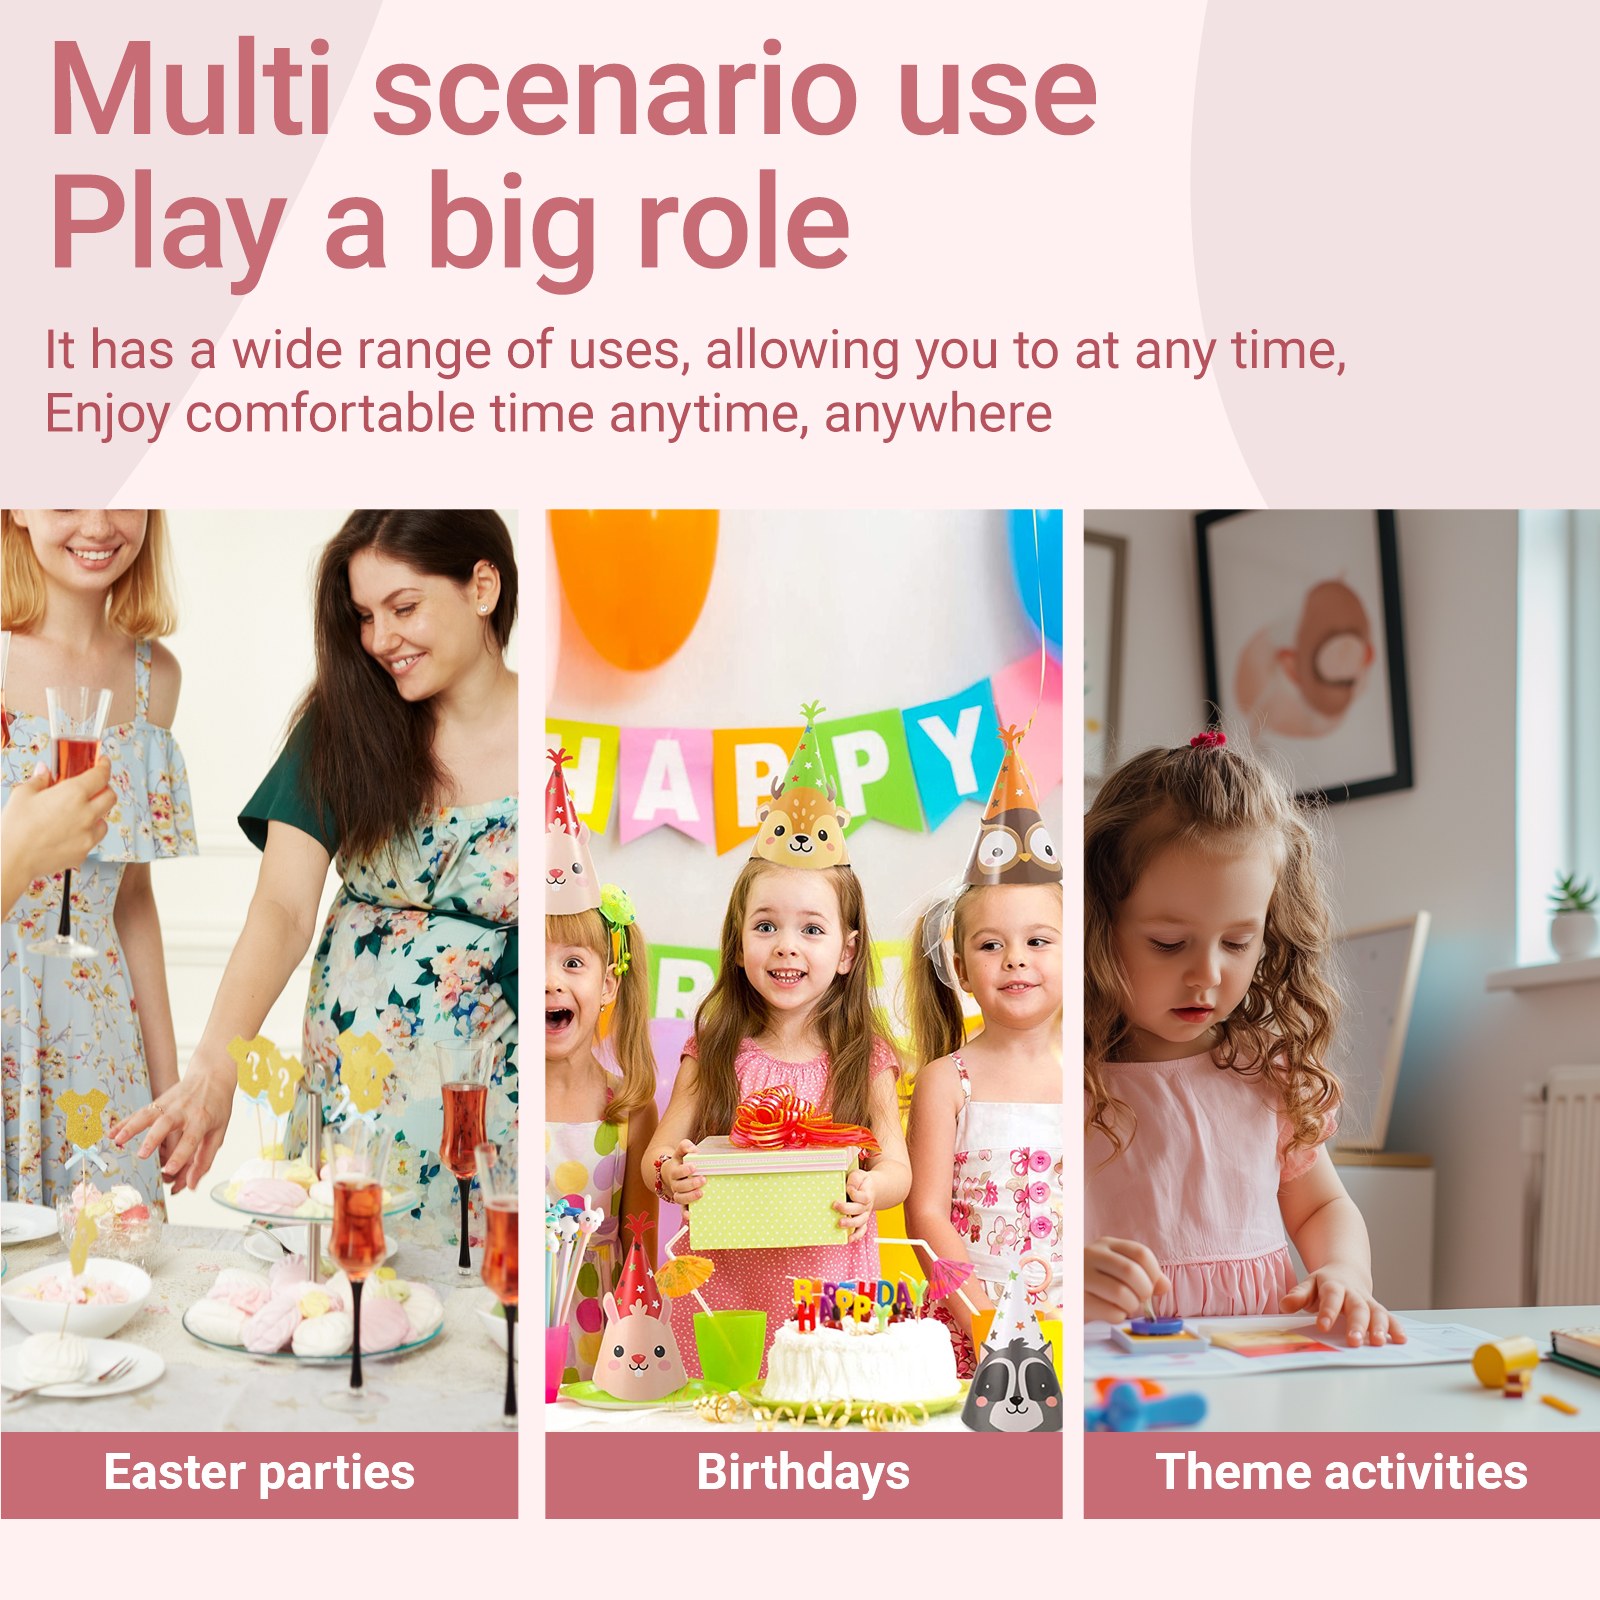 Multi scenario use
Play a big role
It has a wide range of uses, allowing you to at any time,
Enjoy comfortable time anytime, anywhere
HAPPY
R
? ? ?
?
BIRTHDAY
HAPPY
Easter parties
Birthdays
Theme activities